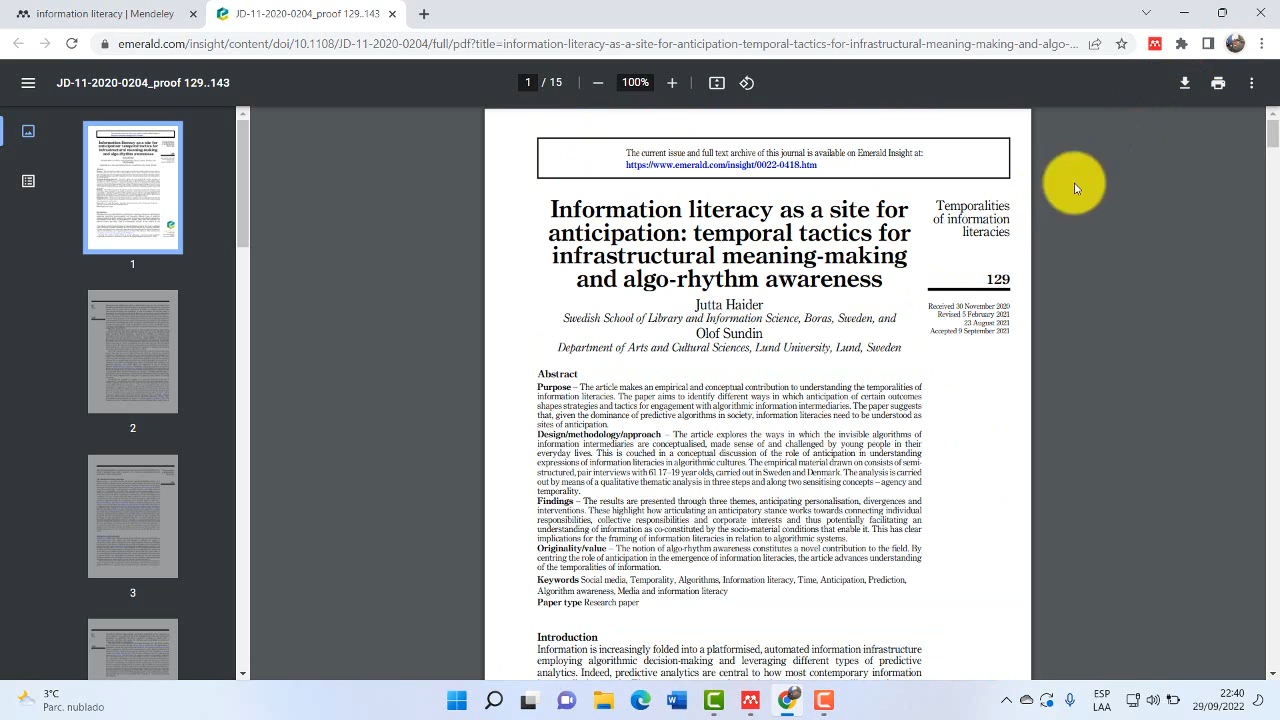 information literacy | Mendeley
JD-11-2020-0204_proof 129..143
emerald.com/insight/content/doi/10.1108/JD-11-2020-0204/full/pdf?title=information-literacy-as-a-site-for-anticipation-temporal-tactics-for-infrastructural-meaning-making-and-algo-...
JD-11-2020-0204_proof 129..143
1 / 15
100%
1
2
3
The current issue and full text archive of this journal is available on Emerald Insight at:
https://www.emerald.com/insight/0022-0418.htm
Information literacy as a site for
anticipation: temporal tactics for
infrastructural meaning-making
and algo-rhythm awareness
Jutta Haider
Swedish School of Library and Information Science, Boras, Sweden, and
Olof Sundin
Department of Arts and Cultural Sciences, Lund University, Lund, Sweden
Temporalities
of information
literacies
129
Received 30 November 2020
Revised 5 February 2021
23 August 2021
Accepted 9 September 2021
Abstract
Purpose – The article makes an empirical and conceptual contribution to understanding the temporalities of
information literacies. The paper aims to identify different ways in which anticipation of certain outcomes
shapes strategies and tactics for engagement with algorithmic information intermediaries. The paper suggests
that, given the dominance of predictive algorithms in society, information literacies need to be understood as
sites of anticipation.
Design/methodology/approach – The article explores the ways in which the invisible algorithms of
information intermediaries are conceptualised, made sense of and challenged by young people in their
everyday lives. This is couched in a conceptual discussion of the role of anticipation in understanding
expressions of information literacies in algorithmic cultures. The empirical material drawn on consists of semi-
structured, pair interviews with 61 17–19 year olds, carried out in Sweden and Denmark. The analysis is carried
out by means of a qualitative thematic analysis in three steps and along two sensitising concepts – agency and
temporality.
Findings – The results are presented through three themes, anticipating personalisation, divergences and
interventions. These highlight how articulating an anticipatory stance works towards connecting individual
responsibilities, collective responsibilities and corporate interests and thus potentially facilitating an
understanding of information as co-constituted by the socio-material conditions that enable it. This has clear
implications for the framing of information literacies in relation to algorithmic systems.
Originality/value – The notion of algo-rhythm awareness constitutes a novel contribution to the field. By
centring the role of anticipation in the emergence of information literacies, the article advances understanding
of the temporalities of information.
Keywords Social media, Temporality, Algorithms, Information literacy, Time, Anticipation, Prediction,
Algorithm awareness, Media and information literacy
Paper type Research paper
Introduction
Information is increasingly folded into a platformised, automated information infrastructure
employing algorithmic decision-making and leveraging different types of predictive
analytics. Indeed, predictive analytics are central to how most contemporary information
3°C
Parc. nublado
ESP
LAA
22:40
29/09/2022